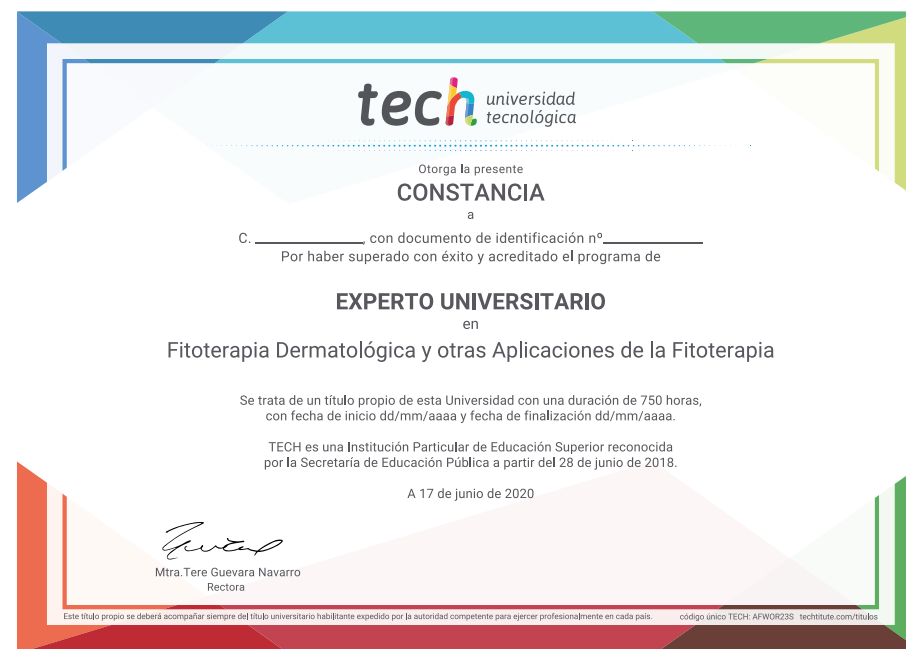 tech universidad
tecnológica
Otorga la presente
CONSTANCIA
a
C. ____________, con documento de identificación nº____________
Por haber superado con éxito y acreditado el programa de
EXPERTO UNIVERSITARIO
en
Fitoterapia Dermatológica y otras Aplicaciones de la Fitoterapia
Se trata de un título propio de esta Universidad con una duración de 750 horas,
con fecha de inicio dd/mm/aaaa y fecha de finalización dd/mm/aaaa.
TECH es una Institución Particular de Educación Superior reconocida
por la Secretaría de Educación Pública a partir del 28 de junio de 2018.
A 17 de junio de 2020
Mtra.Tere Guevara Navarro
Rectora
Este título propio se deberá acompañar siempre del título universitario habilitante expedido por la autoridad competente para ejercer profesionalmente en cada país. código único TECH: AFWOR23S techtitute.com/titulos